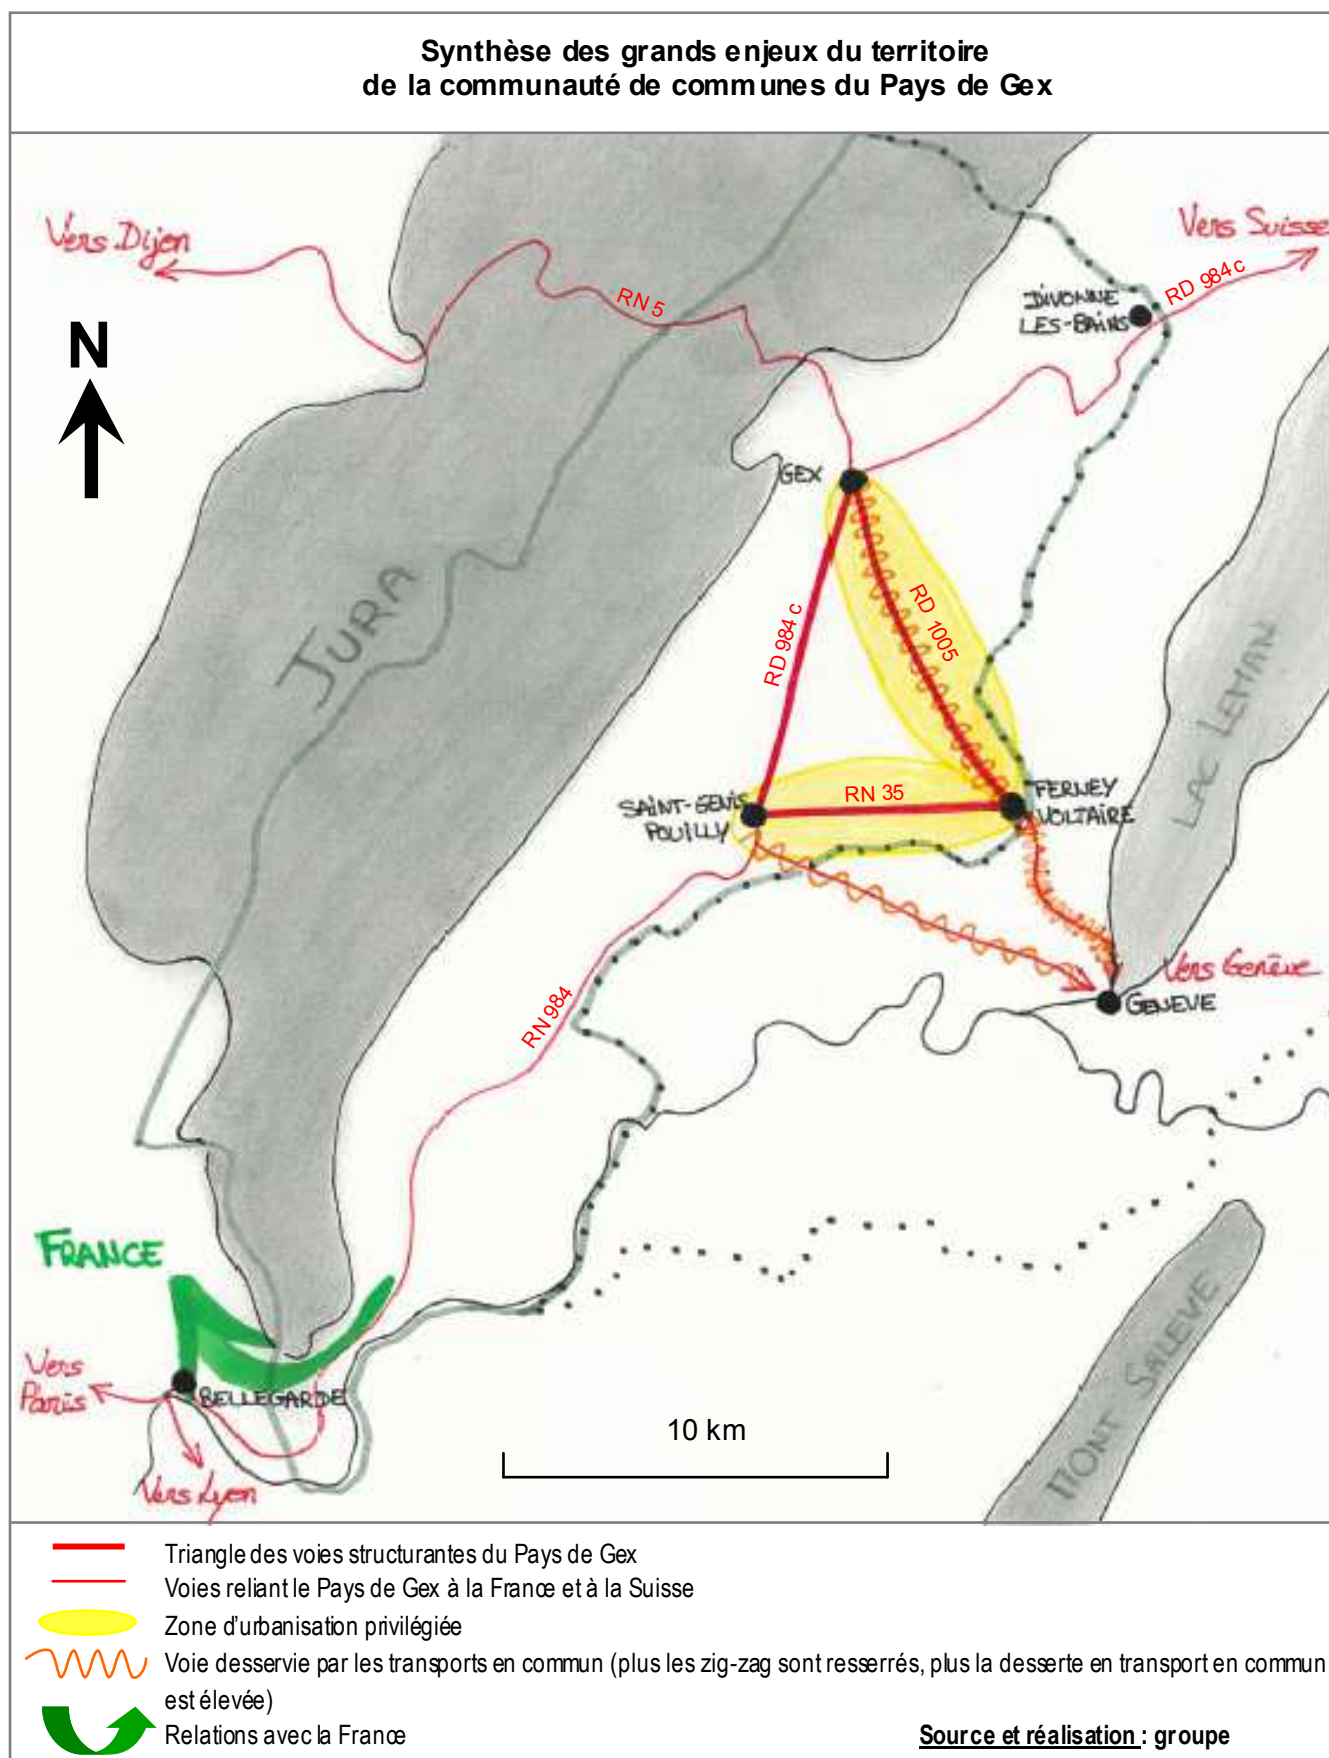 Synthèse des grands enjeux du territoire
de la communauté de communes du Pays de Gex
Vers Dijon
Vers Suisse
RN 5
RD 984 c
DIVONNE
LES-BAINS
N
GEX
JURA
RD 1005
RD 984 c
LAC LEMAN
RN 35
SAINT-GENIS
POUILLY
FERNEY
VOLTAIRE
Vers Genève
GENEVE
RN 984
FRANCE
Vers
Paris
BELLEGARDE
Vers Lyon
10 km
MONT SALEVE
Triangle des voies structurantes du Pays de Gex
Voies reliant le Pays de Gex à la France et à la Suisse
Zone d'urbanisation privilégiée
Voie desservie par les transports en commun (plus les zig-zag sont resserrés, plus la desserte en transport en commun
est élevée)
Relations avec la France
Source et réalisation : groupe